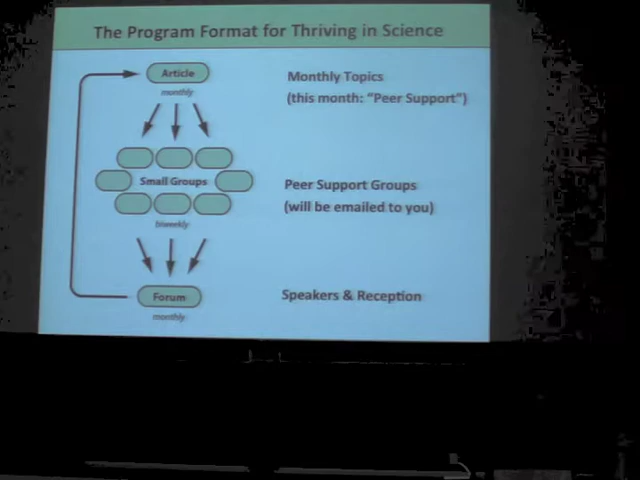 The Program Format for Thriving in Science
Article
monthly
Monthly Topics
(this month: "Peer Support")
Small Groups
biweekly
Peer Support Groups
(will be emailed to you)
Forum
monthly
Speakers & Reception